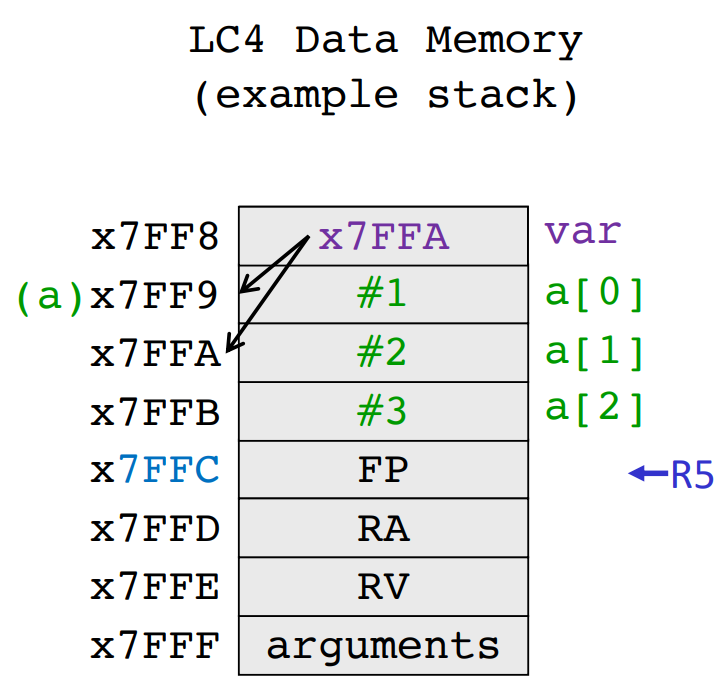 LC4 Data Memory
(example stack)
x7FF8 x7FFA var
(a)x7FF9 #1 a[0]
x7FFA #2 a[1]
x7FFB #3 a[2]
x7FFC FP R5
x7FFD RA
x7FFE RV
x7FFF arguments